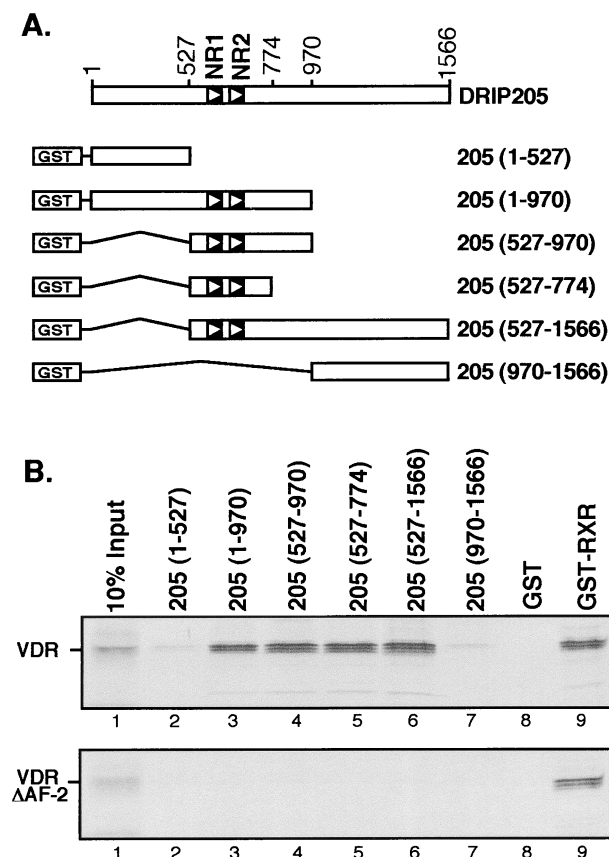 A.
1 527 NR1 NR2 774 970 1566
DRIP205
GST 205 (1-527)
GST 205 (1-970)
GST 205 (527-970)
GST 205 (527-774)
GST 205 (527-1566)
GST 205 (970-1566)
B.
10% Input 205 (1-527) 205 (1-970) 205 (527-970) 205 (527-774) 205 (527-1566) 205 (970-1566) GST GST-RXR
VDR
1 2 3 4 5 6 7 8 9
VDR
ΔAF-2
1 2 3 4 5 6 7 8 9